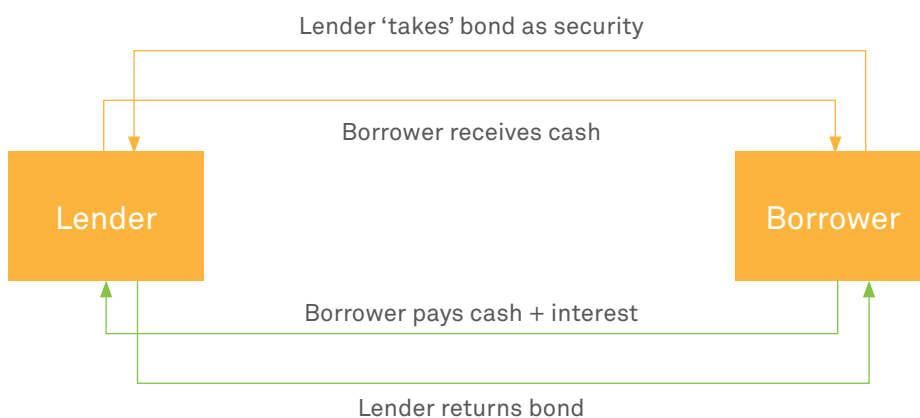 Lender ‘takes’ bond as security
Borrower receives cash
Lender
Borrower
Borrower pays cash + interest
Lender returns bond